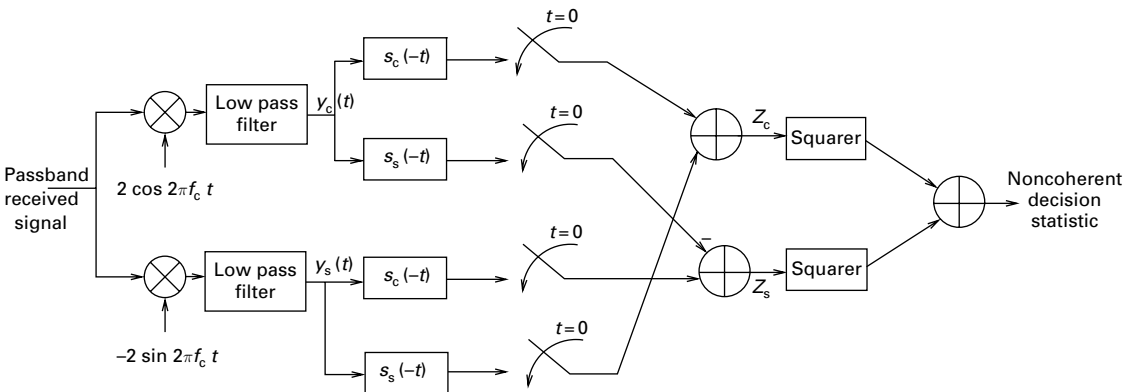 t=0
s_c (−t)
Low pass
filter
y_c (t)
t=0
Z_c
Squarer
s_s (−t)
Passband
received
signal
2 cos 2πf_c t
Noncoherent
decision
statistic
t=0
−
Low pass
filter
y_s (t)
s_c (−t)
Z_s
Squarer
t=0
−2 sin 2πf_c t
s_s (−t)